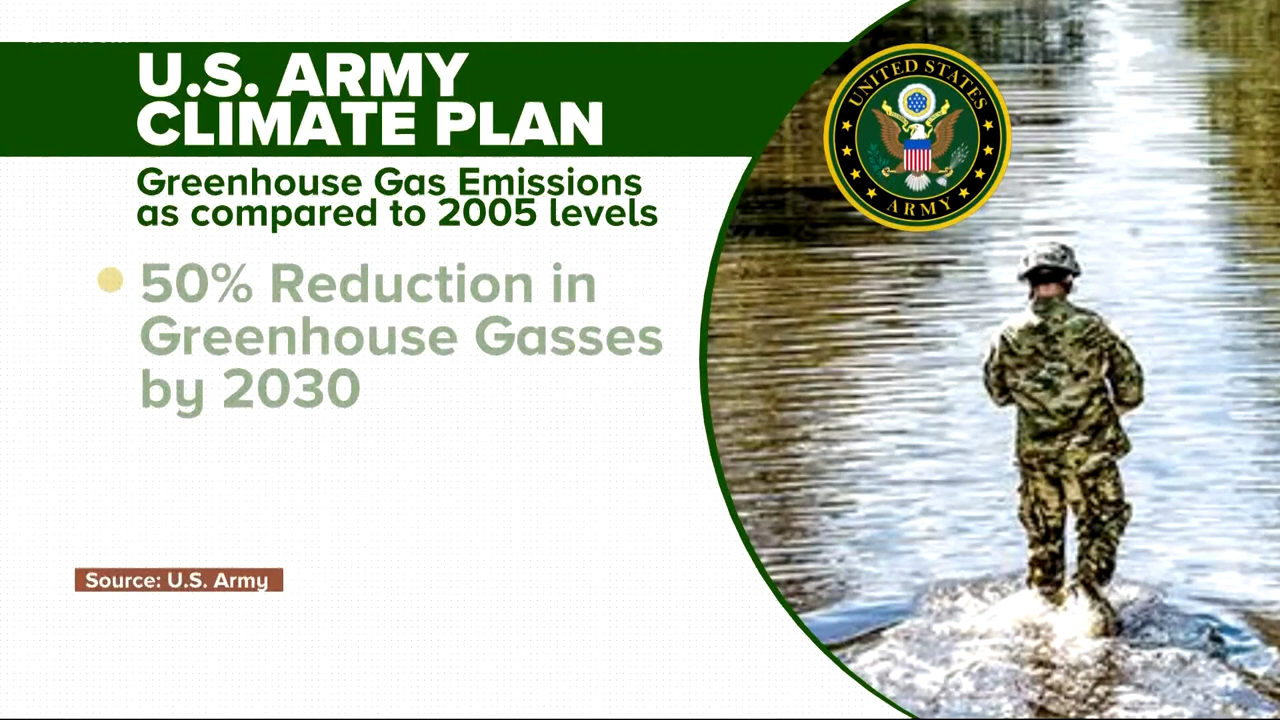 U.S. ARMY
CLIMATE PLAN
Greenhouse Gas Emissions
as compared to 2005 levels
50% Reduction in
Greenhouse Gasses
by 2030
Source: U.S. Army
UNITED STATES
ARMY